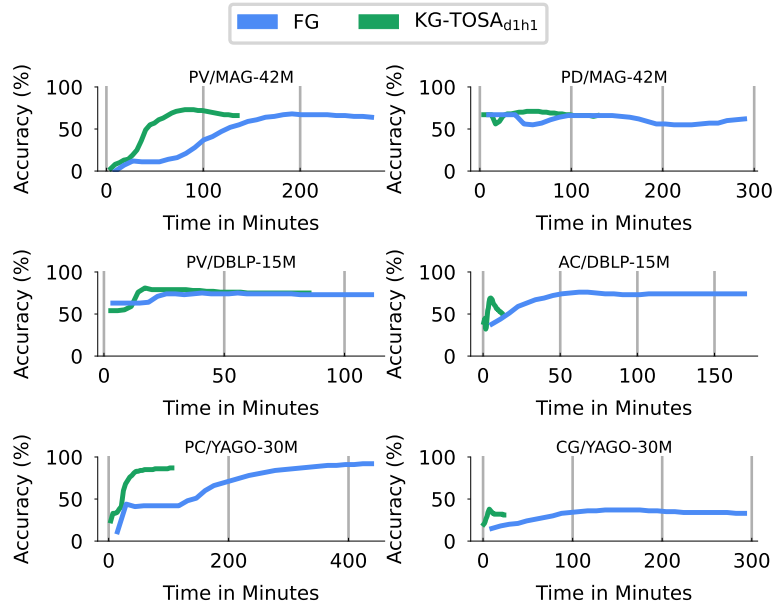 FG KG-TOSA_d1h1
PV/MAG-42M PD/MAG-42M
Accuracy (%) 100 50 0 Accuracy (%) 100 50 0
0 100 200 0 100 200 300
Time in Minutes Time in Minutes
PV/DBLP-15M AC/DBLP-15M
Accuracy (%) 100 50 0 Accuracy (%) 100 50 0
0 50 100 0 50 100 150
Time in Minutes Time in Minutes
PC/YAGO-30M CG/YAGO-30M
Accuracy (%) 100 50 0 Accuracy (%) 100 50 0
0 200 400 0 100 200 300
Time in Minutes Time in Minutes